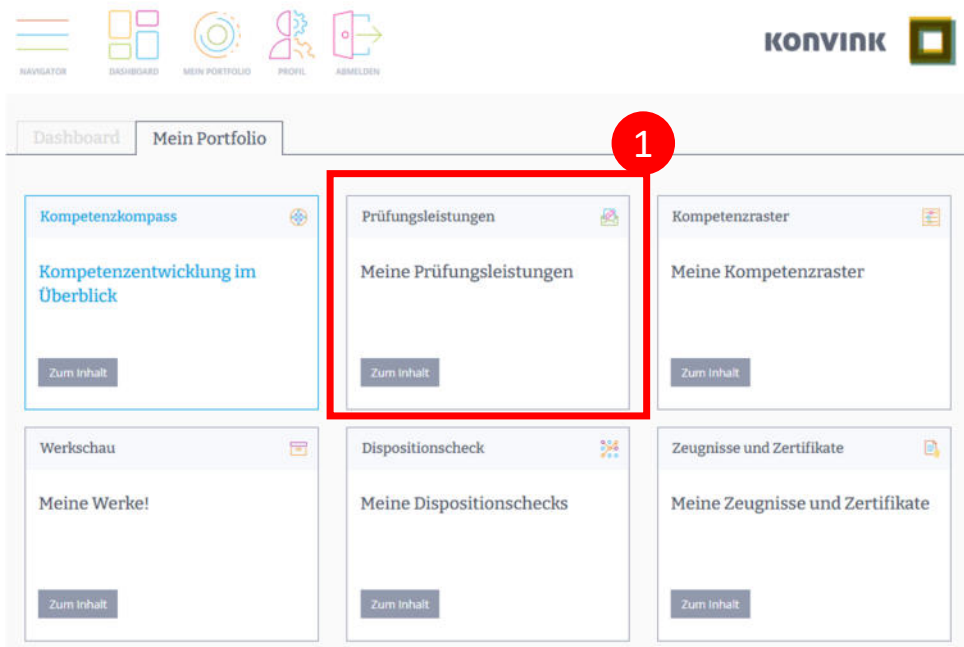 NAVIGATOR
DASHBOARD
MEIN PORTFOLIO
PROFIL
ABMELDEN
KONVINK
Dashboard
Mein Portfolio
1
Kompetenzkompass
Kompetenzentwicklung im
Überblick
Zum Inhalt
Prüfungsleistungen
Meine Prüfungsleistungen
Zum Inhalt
Kompetenzraster
Meine Kompetenzraster
Zum Inhalt
Werkschau
Meine Werke!
Zum Inhalt
Dispositionscheck
Meine Dispositionschecks
Zum Inhalt
Zeugnisse und Zertifikate
Meine Zeugnisse und Zertifikate
Zum Inhalt